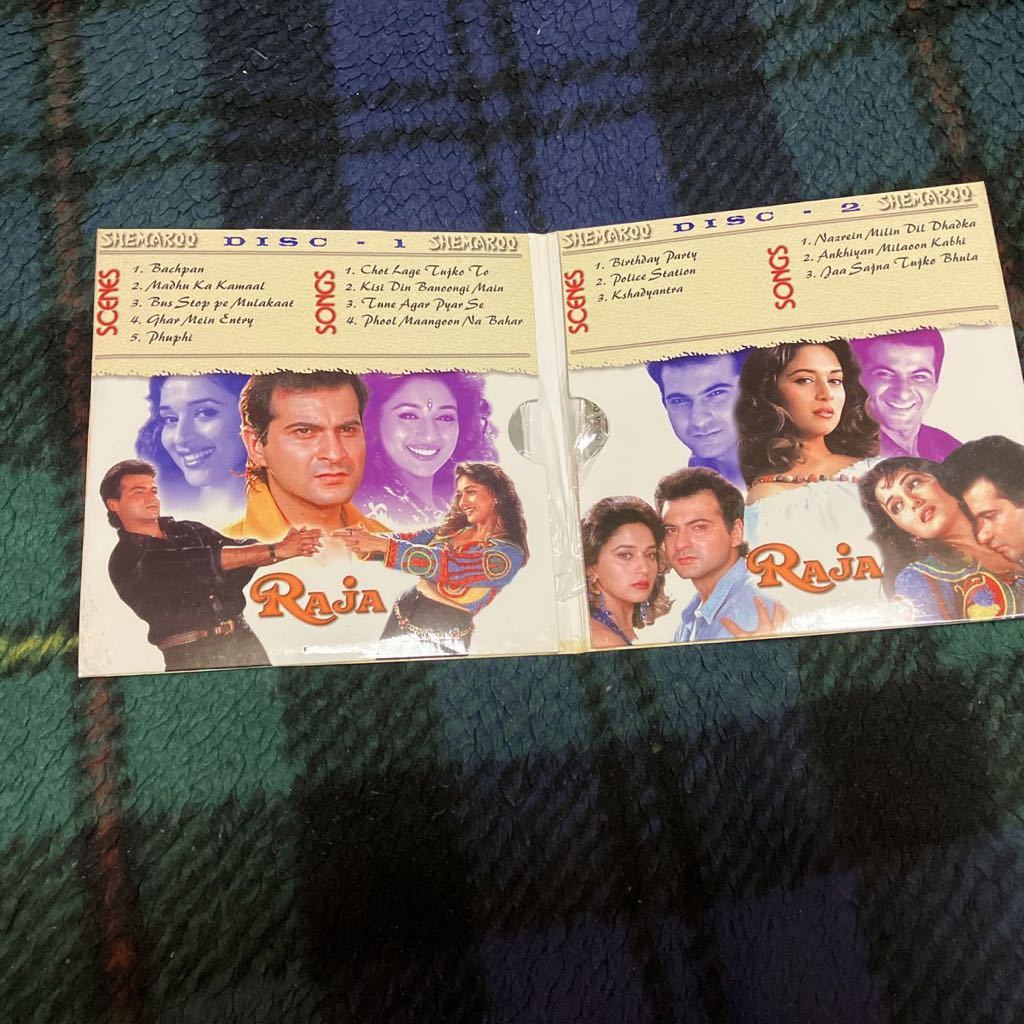 SHEMAROO DISC - 1 SHEMAROO
SCENES
1. Bachpan
2. Madhu Ka Kamaal
3. Bus Stop pe Mulakaat
4. Ghar Mein Entry
5. Phuphi
SONGS
1. Chot Lage Tujko To
2. Kisi Din Banoongi Main
3. Tune Agar Pyar Se
4. Phool Maangoon Na Bahar
RAJA
SHEMAROO DISC - 2 SHEMAROO
SCENES
1. Birthday Party
2. Police Station
3. Kshadyantra
SONGS
1. Nazrein Milin Dil Dhadka
2. Ankhiyan Milaoon Kabhi
3. Jaa Sajna Tujko Bhula
RAJA